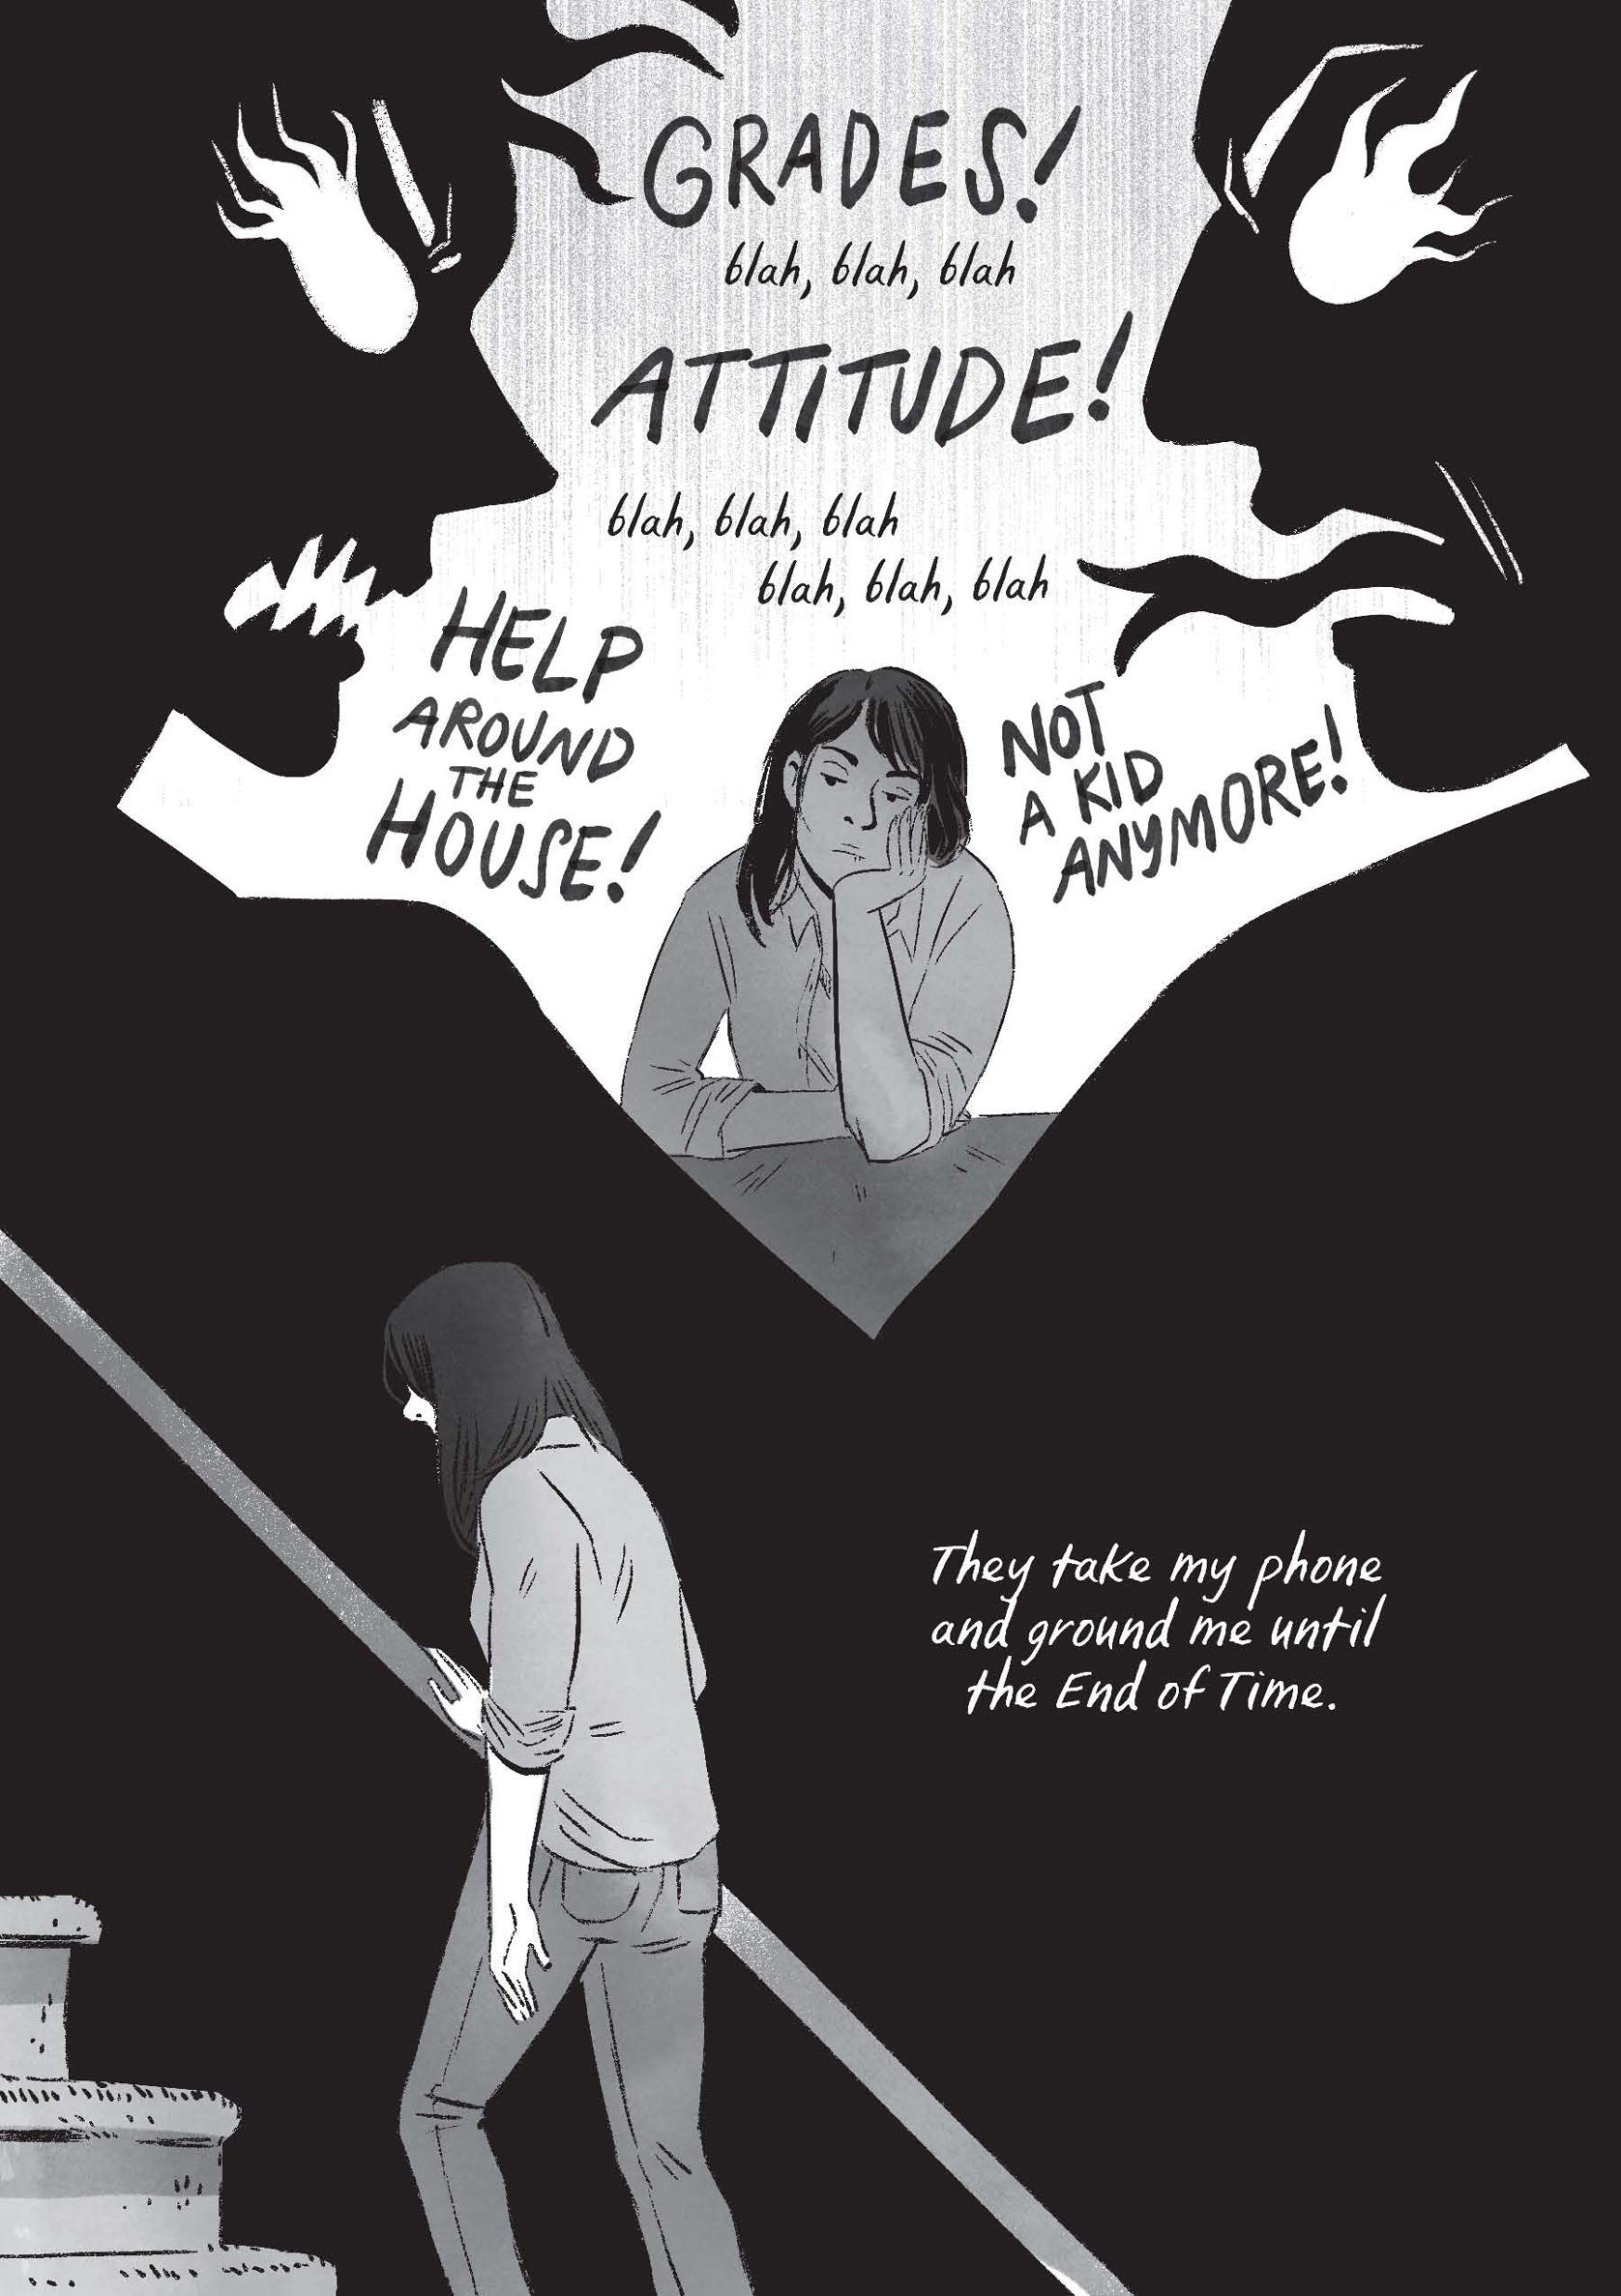 GRADES!
blah, blah, blah
ATTITUDE!
blah, blah, blah
blah, blah, blah
HELP
AROUND
THE
HOUSE!
NOT
A KID
ANYMORE!
They take my phone
and ground me until
the End of Time.